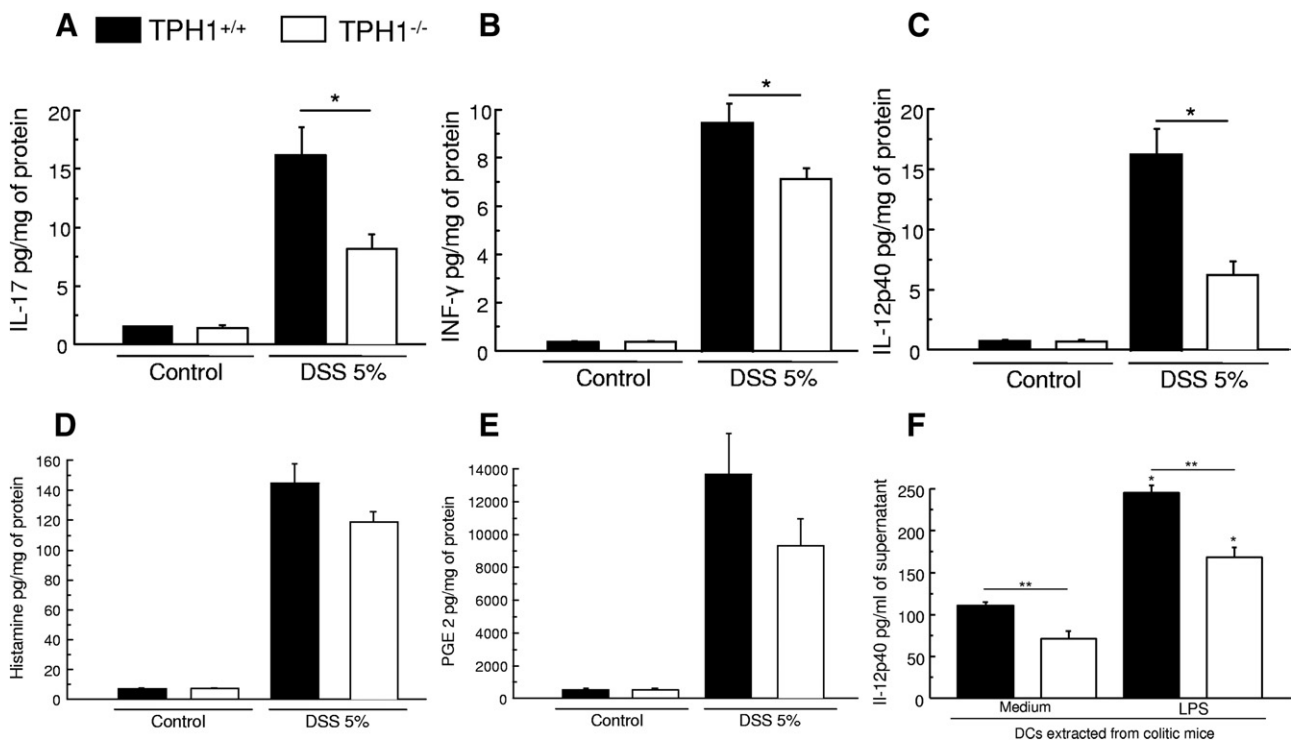 A TPH1+/+ TPH1-/-
IL-17 pg/mg of protein
20
15
10
5
0
*
Control DSS 5%
B
INF-γ pg/mg of protein
10
8
6
4
2
0
*
Control DSS 5%
C
IL-12p40 pg/mg of protein
20
15
10
5
0
*
Control DSS 5%
D
Histamine pg/mg of protein
160
140
120
100
80
60
40
20
0
Control DSS 5%
E
PGE 2 pg/mg of protein
14000
12000
10000
8000
6000
4000
2000
0
Control DSS 5%
F
Il-12p40 pg/ml of supernatant
250
200
150
100
50
0
**
**
*
*
Medium LPS
DCs extracted from colitic mice